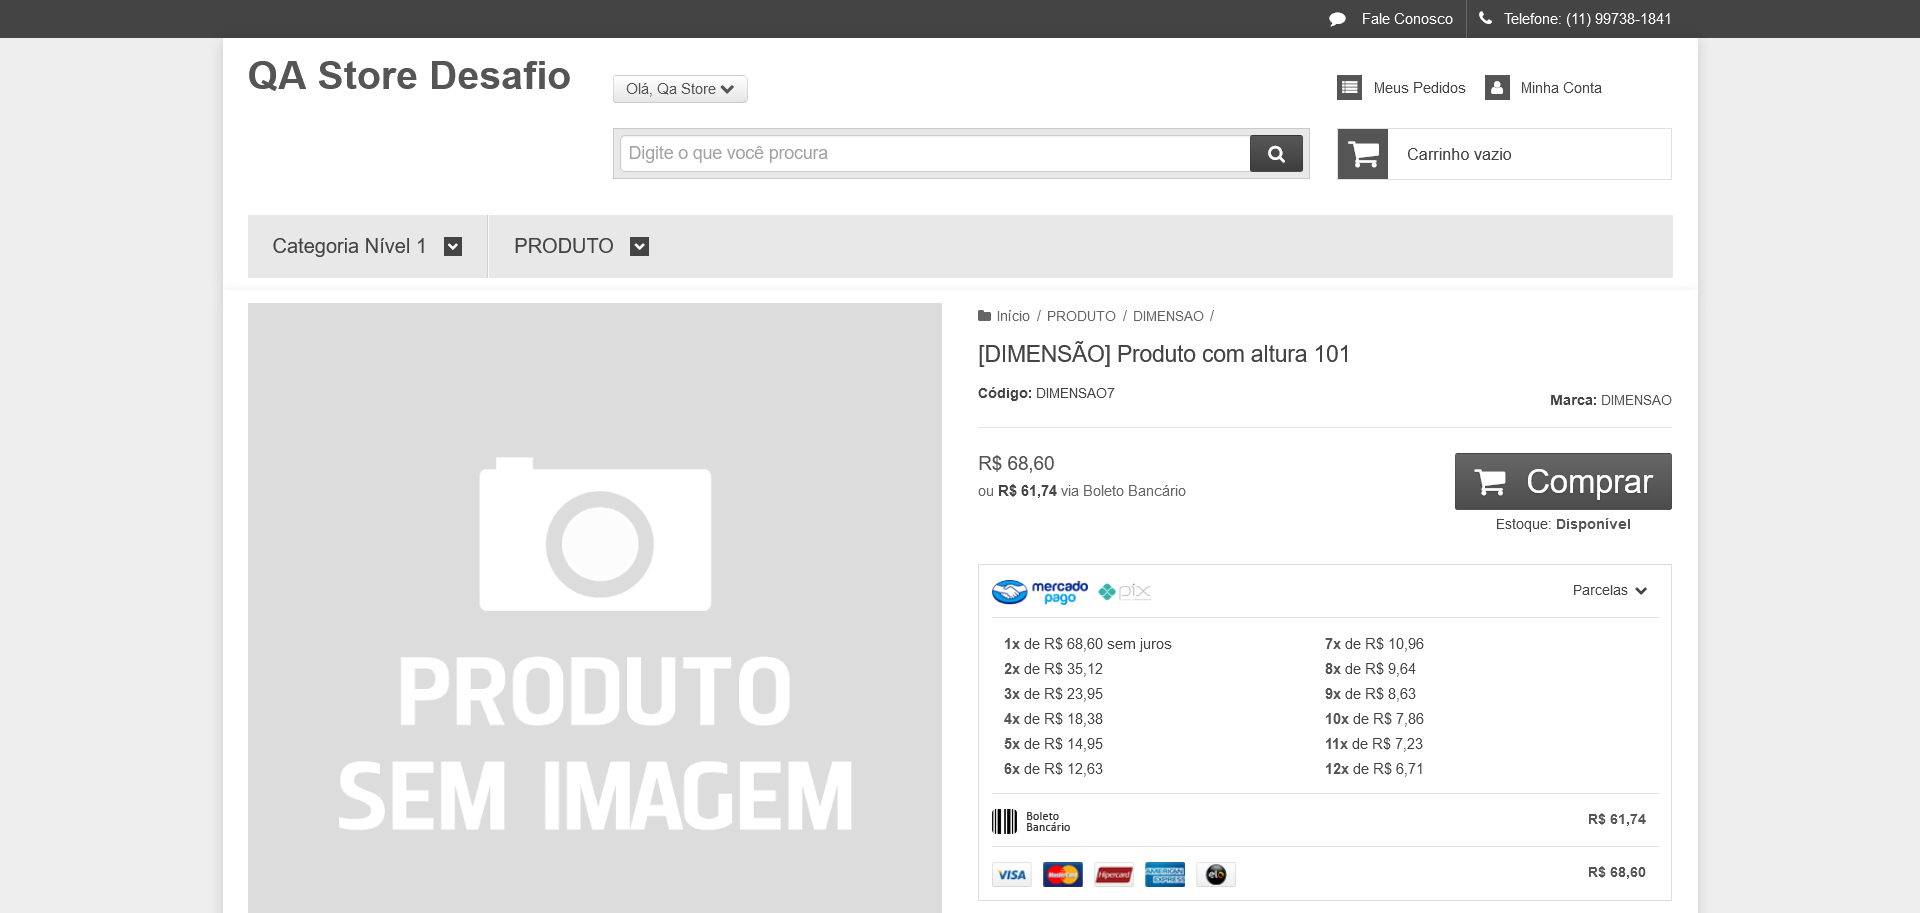 Fale Conosco
Telefone: (11) 99738-1841
QA Store Desafio
Olá, Qa Store
Meus Pedidos
Minha Conta
Digite o que você procura
Carrinho vazio
Categoria Nível 1
PRODUTO
Início / PRODUTO / DIMENSAO /
[DIMENSÃO] Produto com altura 101
Código: DIMENSAO7
Marca: DIMENSAO
R$ 68,60
ou R$ 61,74 via Boleto Bancário
Comprar
Estoque: Disponível
PRODUTO
SEM IMAGEM
mercado
pago
pix
Parcelas
1x de R$ 68,60 sem juros
2x de R$ 35,12
3x de R$ 23,95
4x de R$ 18,38
5x de R$ 14,95
6x de R$ 12,63
7x de R$ 10,96
8x de R$ 9,64
9x de R$ 8,63
10x de R$ 7,86
11x de R$ 7,23
12x de R$ 6,71
Boleto
Bancário
R$ 61,74
VISA
MasterCard
Hipercard
AMERICAN
EXPRESS
elo
R$ 68,60